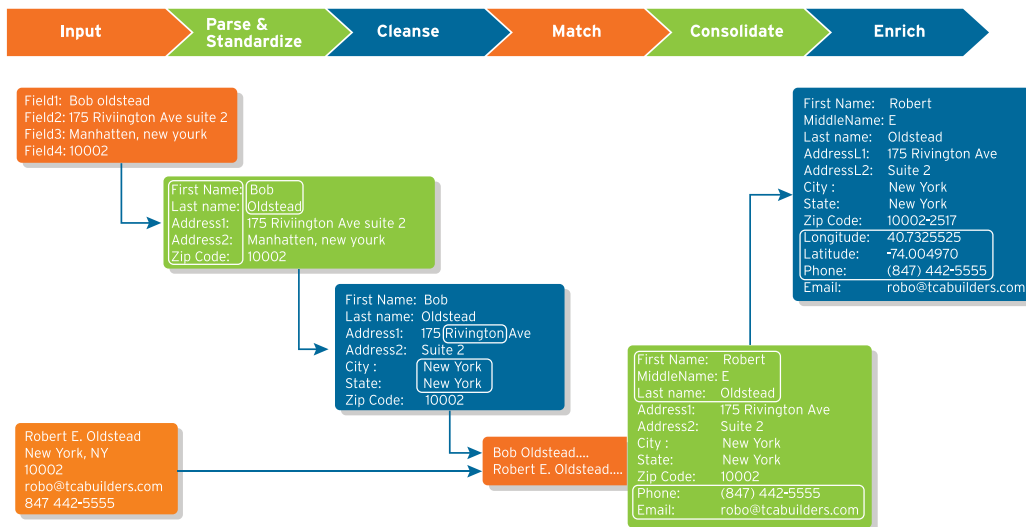 Input
Parse &
Standardize
Cleanse
Match
Consolidate
Enrich
Field1: Bob oldstead
Field2: 175 Riviington Ave suite 2
Field3: Manhatten, new yourk
Field4: 10002
First Name: Bob
Last name: Oldstead
Address1: 175 Riviington Ave suite 2
Address2: Manhatten, new yourk
Zip Code: 10002
First Name: Bob
Last name: Oldstead
Address1: 175 Rivington Ave
Address2: Suite 2
City : New York
State: New York
Zip Code: 10002
Robert E. Oldstead
New York, NY
10002
robo@tcabuilders.com
847 442-5555
Bob Oldstead....
Robert E. Oldstead....
First Name: Robert
MiddleName: E
Last name: Oldstead
Address1: 175 Rivington Ave
Address2: Suite 2
City : New York
State: New York
Zip Code: 10002
Phone: (847) 442-5555
Email: robo@tcabuilders.com
First Name: Robert
MiddleName: E
Last name: Oldstead
AddressL1: 175 Rivington Ave
AddressL2: Suite 2
City : New York
State: New York
Zip Code: 10002-2517
Longitude: 40.7325525
Latitude: -74.004970
Phone: (847) 442-5555
Email: robo@tcabuilders.com